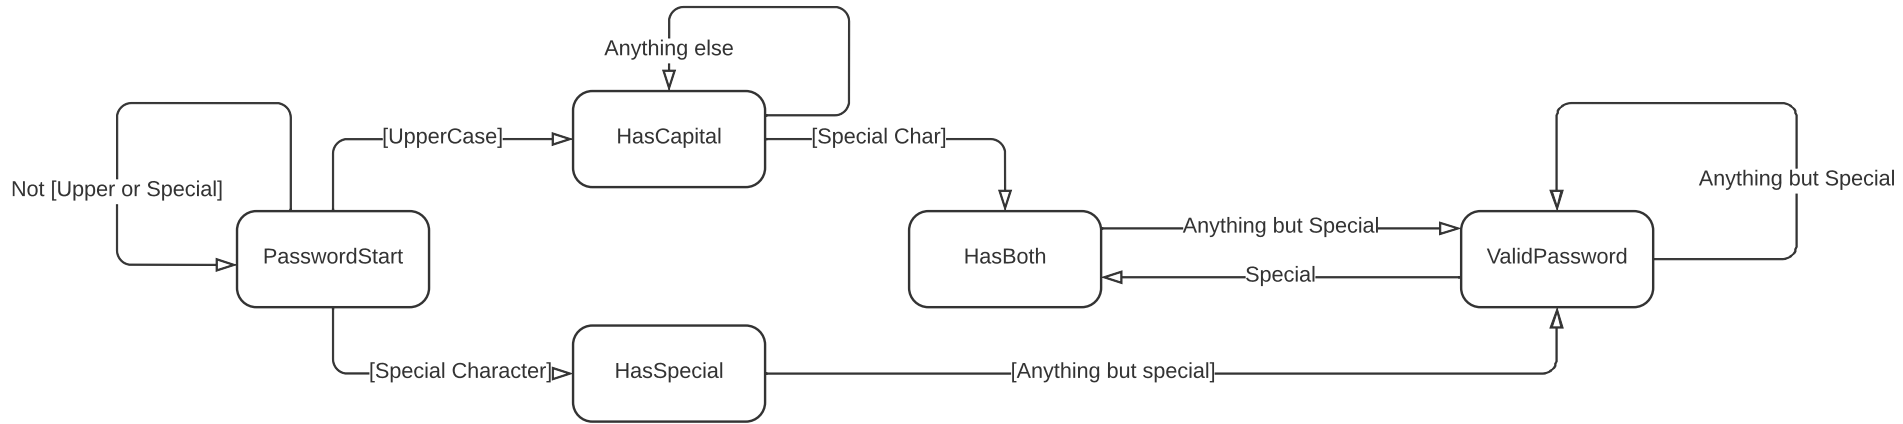 Anything else
HasCapital
[UpperCase]
[Special Char]
Not [Upper or Special]
Anything but Special
PasswordStart
HasBoth
Anything but Special
Special
ValidPassword
[Special Character]
HasSpecial
[Anything but special]